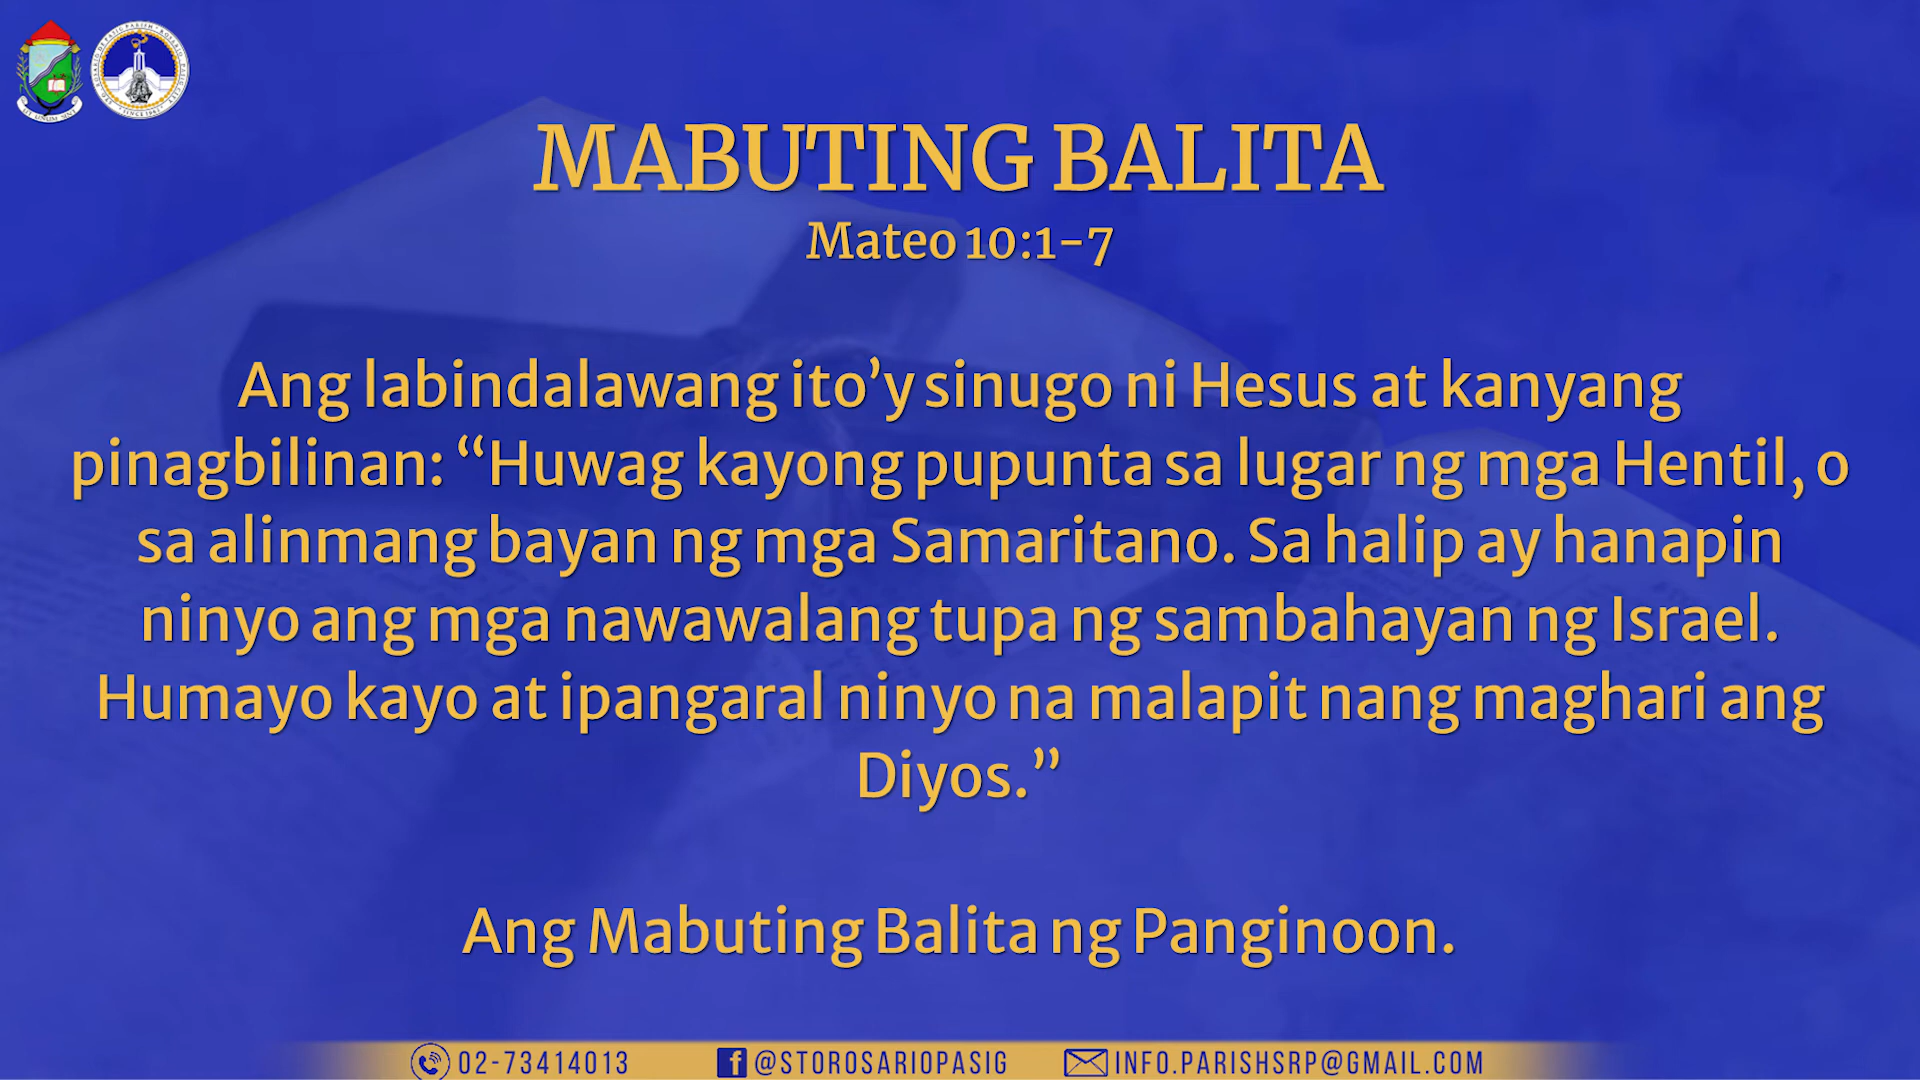 MABUTING BALITA
Mateo 10:1-7
Ang labindalawang ito’y sinugo ni Hesus at kanyang
pinagbilinan: “Huwag kayong pupunta sa lugar ng mga Hentil, o
sa alinmang bayan ng mga Samaritano. Sa halip ay hanapin
ninyo ang mga nawawalang tupa ng sambahayan ng Israel.
Humayo kayo at ipangaral ninyo na malapit nang maghari ang
Diyos.”
Ang Mabuting Balita ng Panginoon.
02-73414013
@STOROSARIOPASIG
INFO.PARISHSRP@GMAIL.COM